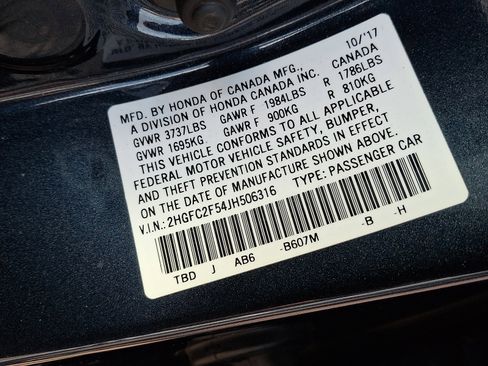 MFD. BY HONDA OF CANADA MFG., 10/'17
A DIVISION OF HONDA CANADA INC. CANADA
GVWR 3737LBS GAWR F 1984LBS R 1786LBS
GVWR 1695KG GAWR F 900KG R 810KG
THIS VEHICLE CONFORMS TO ALL APPLICABLE
FEDERAL MOTOR VEHICLE SAFETY, BUMPER,
AND THEFT PREVENTION STANDARDS IN EFFECT
ON THE DATE OF MANUFACTURE SHOWN ABOVE.
V.I.N.: 2HGFC2F54JH506316 TYPE: PASSENGER CAR
TBD J AB6 -B607M -B -H